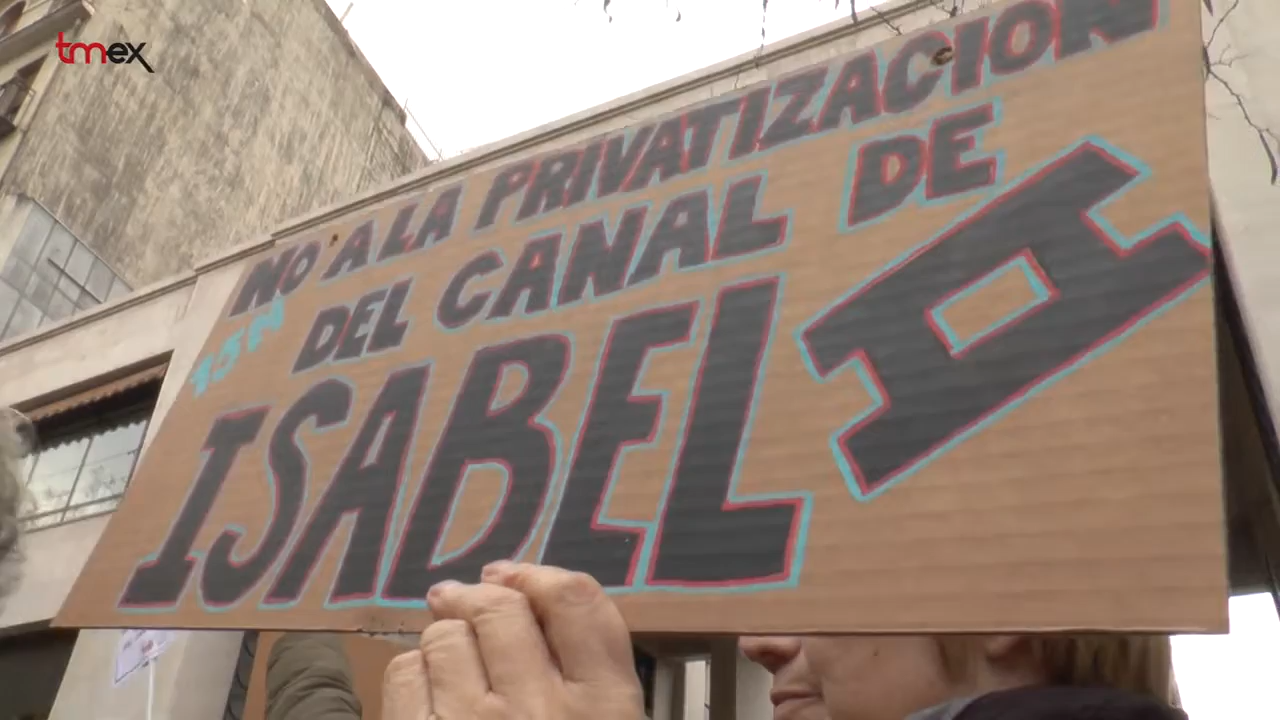 tmex
NO A LA PRIVATIZACION
DEL CANAL DE
ISABEL II